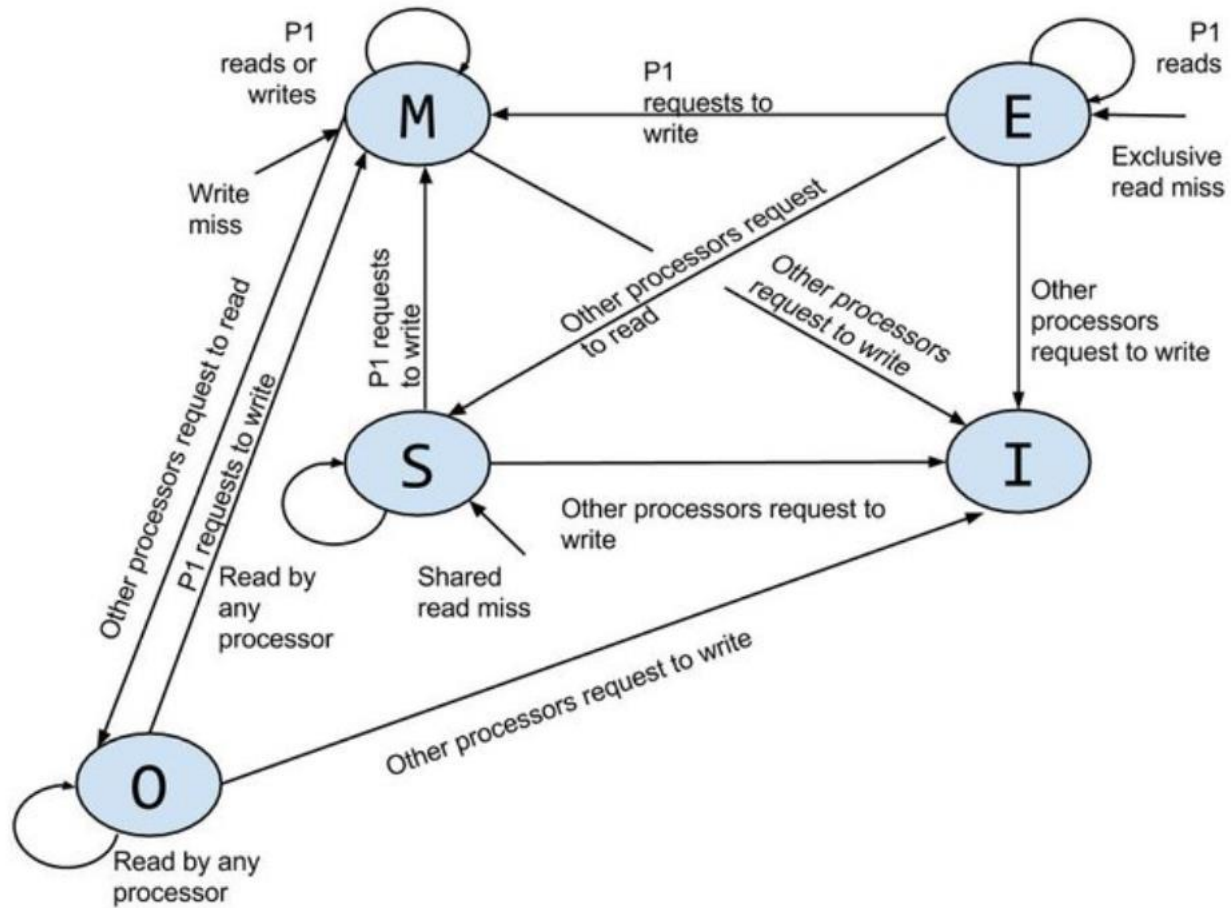 P1
reads or
writes
M
P1
requests to
write
E
P1
reads
Exclusive
read miss
Write
miss
Other processors request
to read
Other processors
request to write
Other
processors
request to write
P1 requests
to write
Other processors request to read
P1 requests to write
S
I
Other processors request to
write
Read by
any
processor
Shared
read miss
Other processors request to write
O
Read by any
processor